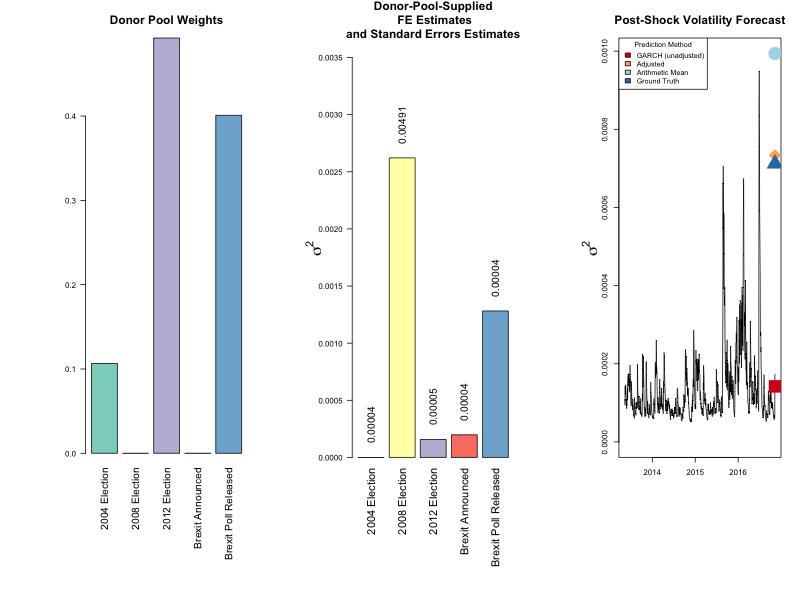 Donor Pool Weights
0.4
0.3
0.2
0.1
0.0
2004 Election
2008 Election
2012 Election
Brexit Announced
Brexit Poll Released
Donor-Pool-Supplied
FE Estimates
and Standard Errors Estimates
σ2
0.0035
0.0030
0.0025
0.0020
0.0015
0.0010
0.0005
0.0000
0.00004
0.00491
0.00005
0.00004
0.00004
2004 Election
2008 Election
2012 Election
Brexit Announced
Brexit Poll Released
Post-Shock Volatility Forecast
σ2
0.0010
0.0008
0.0006
0.0004
0.0002
0.0000
Prediction Method
GARCH (unadjusted)
Adjusted
Arithmetic Mean
Ground Truth
2014
2015
2016